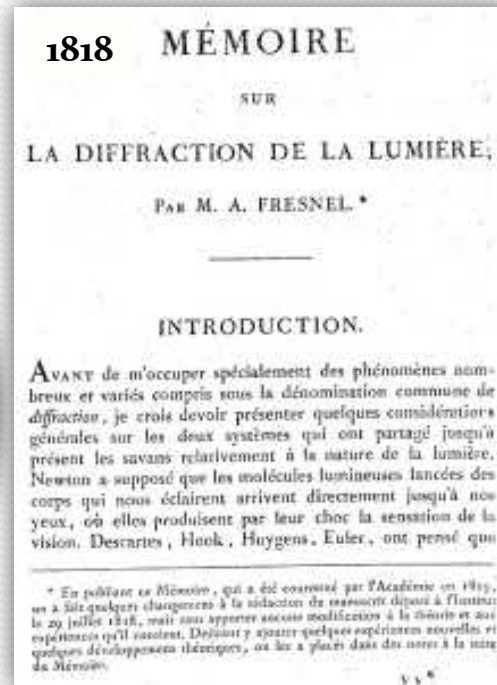 1818
MÉMOIRE
SUR
LA DIFFRACTION DE LA LUMIÈRE;
PAR M. A. FRESNEL.*
INTRODUCTION.
AVANT de m'occuper spécialement des phénomènes nom-
breux et variés compris sous la dénomination commune de
diffraction, je crois devoir présenter quelques considérations
générales sur les deux systèmes qui ont partagé jusqu'à
présent les savans relativement à la nature de la lumière.
Newton a supposé que les molécules lumineuses lancées des
corps qui nous éclairent arrivent directement jusqu'à nos
yeux, où elles produisent par leur choc la sensation de la
vision. Descartes, Hook, Huygens, Euler, ont pensé que
* En publiant ce Mémoire, qui a été couronné par l'Académie en 1819,
on a fait quelques changemens à la rédaction du manuscrit déposé à l'Institut
le 29 juillet 1818, mais sans apporter aucune modification à la théorie et aux
expériences qu'il contient. Desirant y ajouter quelques expériences nouvelles et
quelques développemens théoriques, on les a placés dans des notes à la suite
du Mémoire.